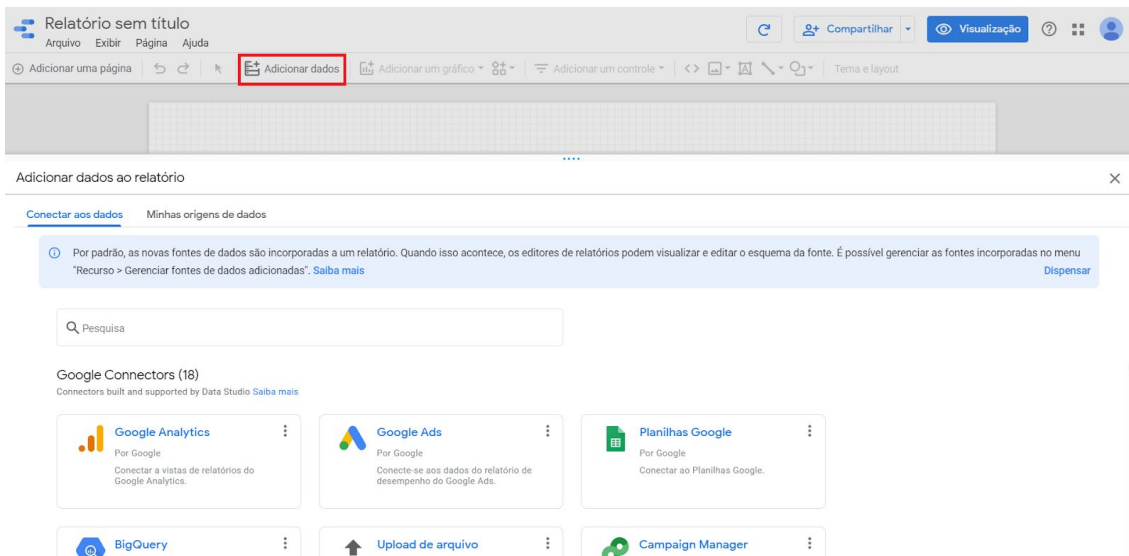 Relatório sem título
Arquivo Exibir Página Ajuda
Compartilhar
Visualização
Adicionar uma página
Adicionar dados
Adicionar um gráfico
Adicionar um controle
Tema e layout
Adicionar dados ao relatório
Conectar aos dados
Minhas origens de dados
Por padrão, as novas fontes de dados são incorporadas a um relatório. Quando isso acontece, os editores de relatórios podem visualizar e editar o esquema da fonte. É possível gerenciar as fontes incorporadas no menu
"Recurso > Gerenciar fontes de dados adicionadas". Saiba mais
Dispensar
Pesquisa
Google Connectors (18)
Connectors built and supported by Data Studio Saiba mais
Google Analytics
Por Google
Conectar a vistas de relatórios do
Google Analytics.
Google Ads
Por Google
Conecte-se aos dados do relatório de
desempenho do Google Ads.
Planilhas Google
Por Google
Conectar ao Planilhas Google.
BigQuery
Upload de arquivo
Campaign Manager